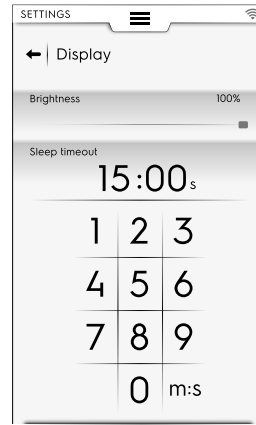 SETTINGS
Display
Brightness 100%
Sleep timeout
15:00s
1 2 3
4 5 6
7 8 9
0 m:s